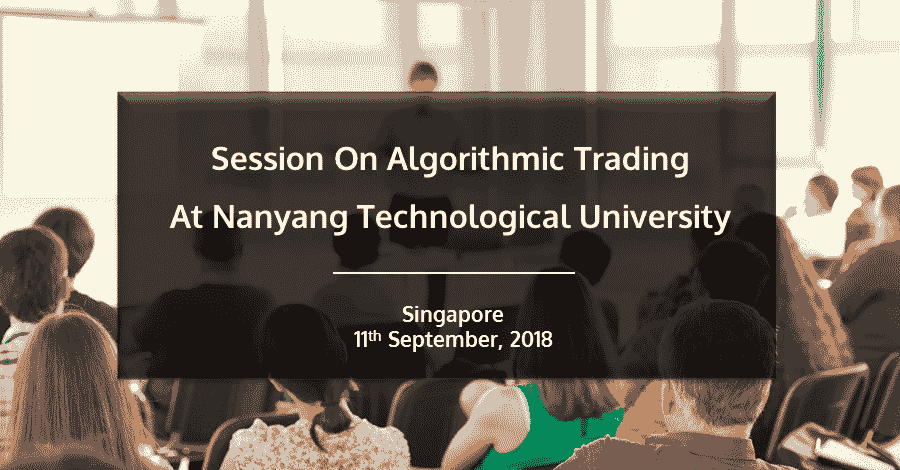 Session On Algorithmic Trading
At Nanyang Technological University
Singapore
11th September, 2018